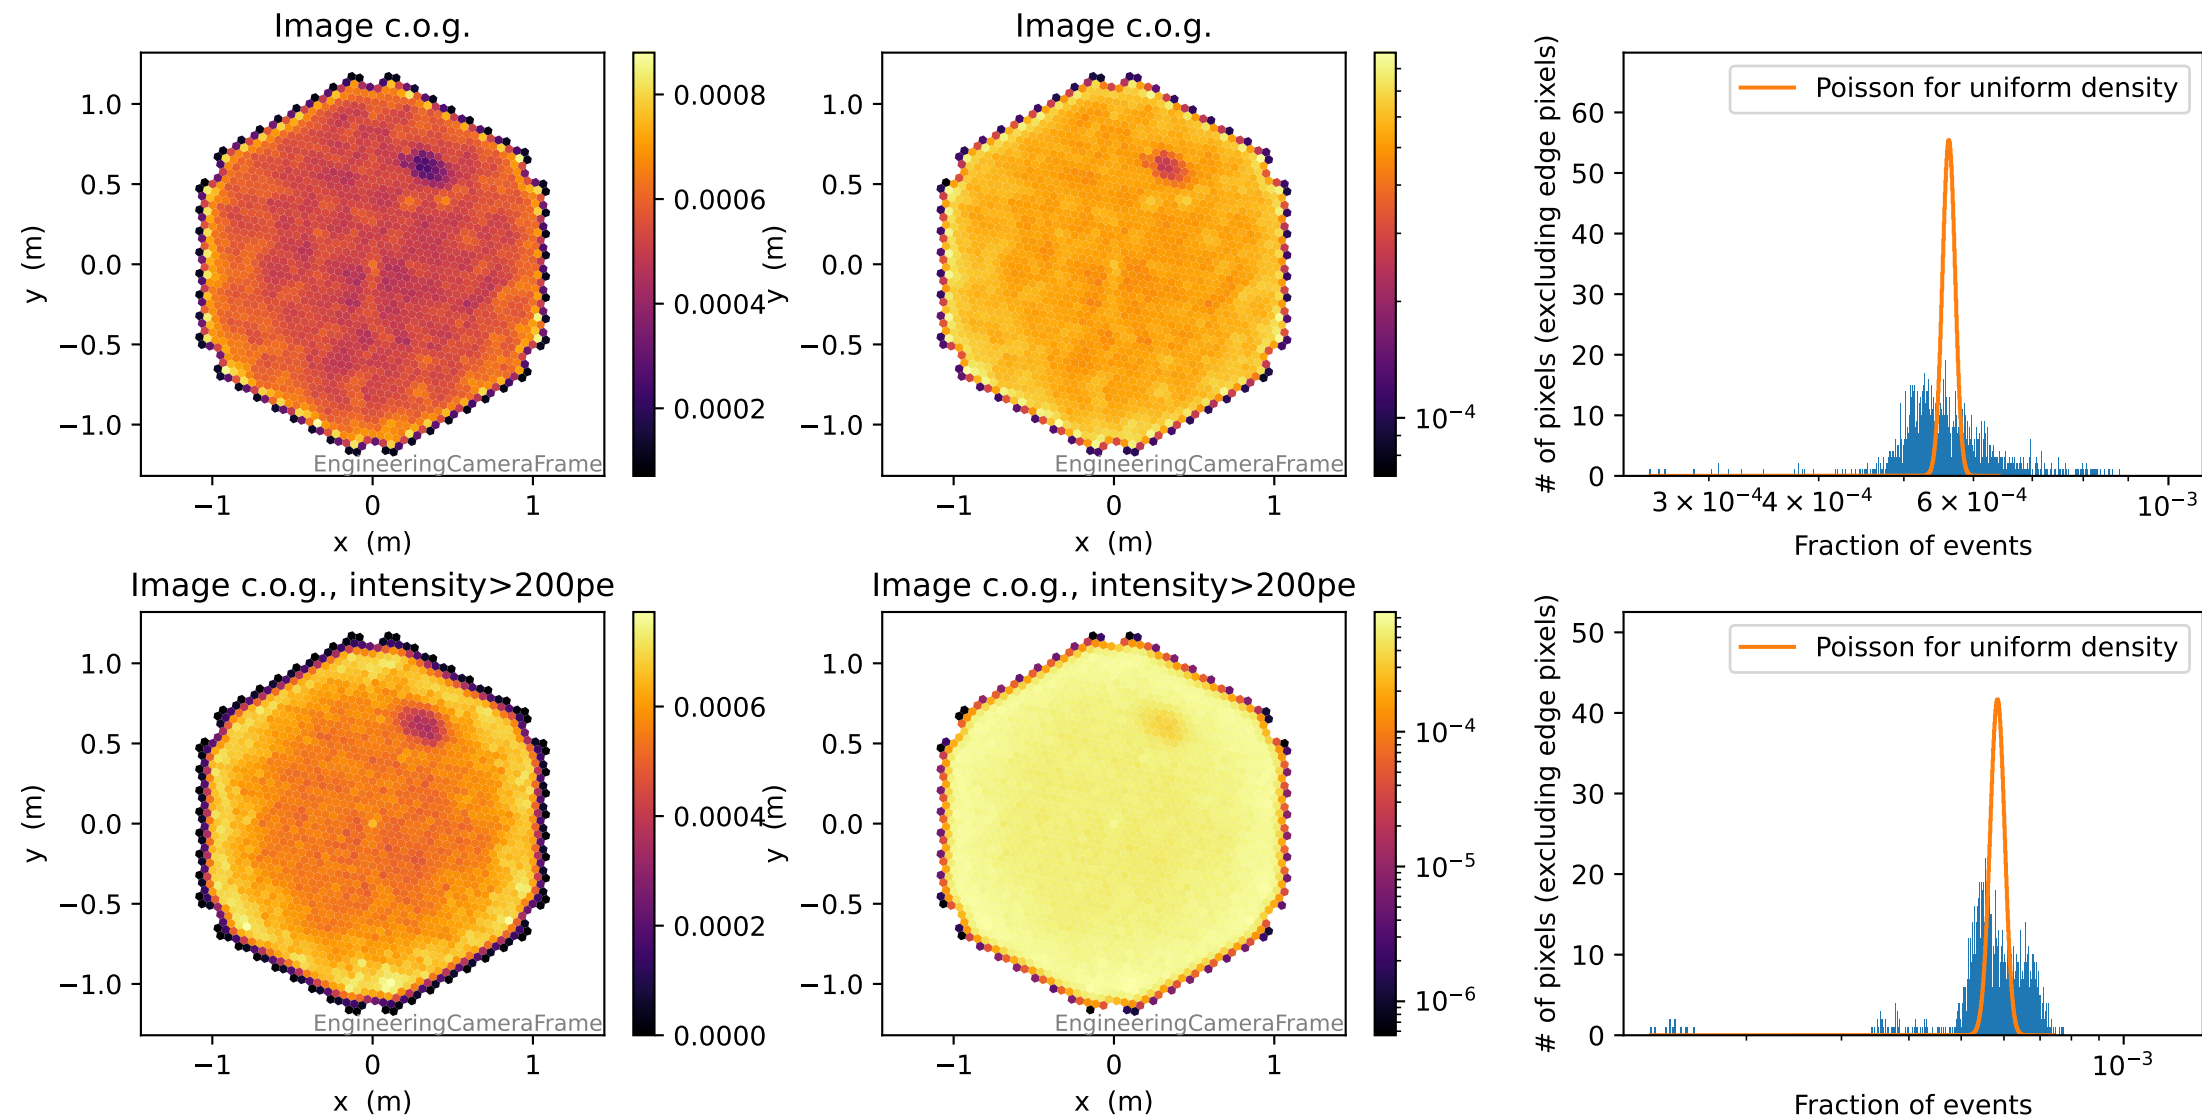 Image c.o.g.
1.0
0.5
0.0
−0.5
−1.0
y (m)
−1 0 1
x (m)
EngineeringCameraFrame
0.0008
0.0006
0.0004
0.0002
Image c.o.g.
1.0
0.5
0.0
−0.5
−1.0
y (m)
−1 0 1
x (m)
EngineeringCameraFrame
10⁻⁴
# of pixels (excluding edge pixels)
60
50
40
30
20
10
0
Poisson for uniform density
3 × 10⁻⁴ 4 × 10⁻⁴ 6 × 10⁻⁴ 10⁻³
Fraction of events
Image c.o.g., intensity>200pe
1.0
0.5
0.0
−0.5
−1.0
y (m)
−1 0 1
x (m)
EngineeringCameraFrame
0.0006
0.0004
0.0002
0.0000
Image c.o.g., intensity>200pe
1.0
0.5
0.0
−0.5
−1.0
y (m)
−1 0 1
x (m)
EngineeringCameraFrame
10⁻⁴
10⁻⁵
10⁻⁶
# of pixels (excluding edge pixels)
50
40
30
20
10
0
Poisson for uniform density
10⁻³
Fraction of events